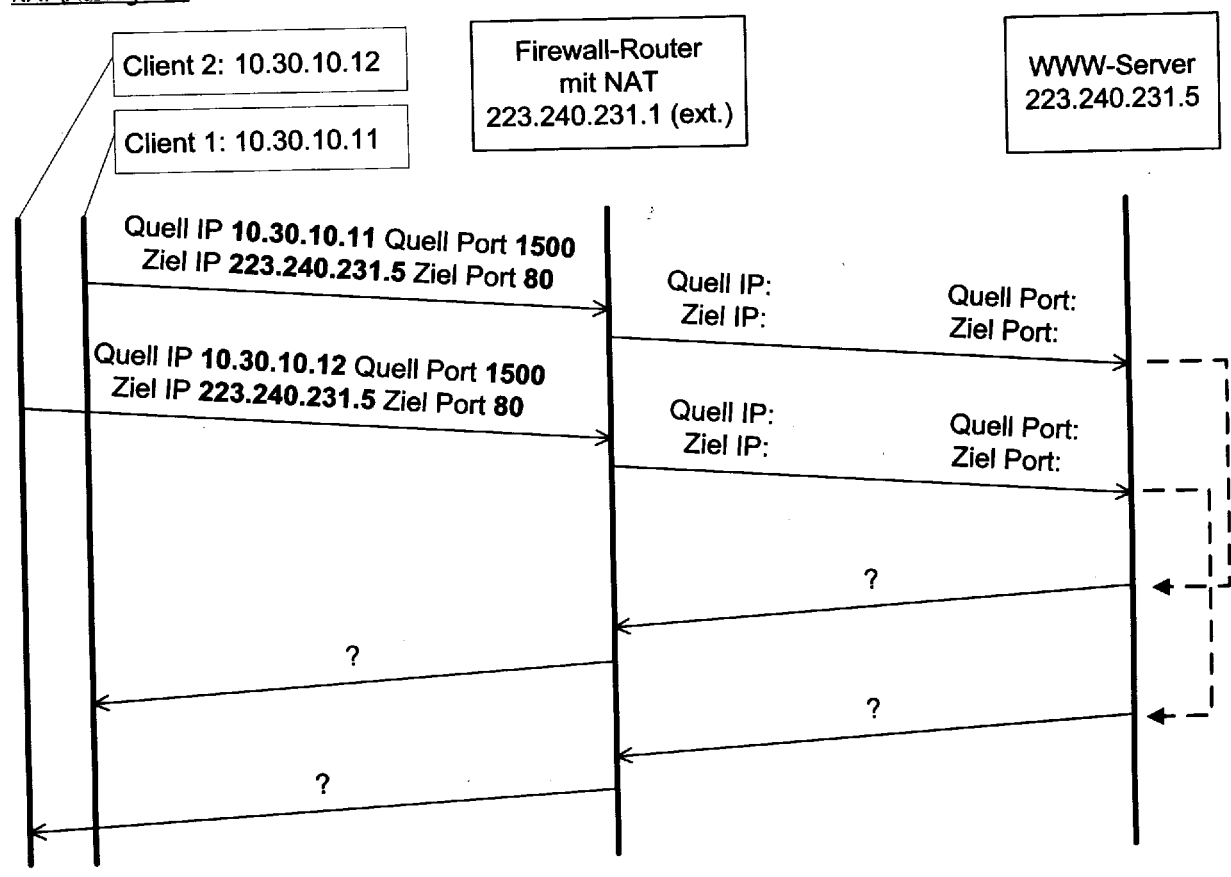 Client 2: 10.30.10.12
Client 1: 10.30.10.11
Firewall-Router
mit NAT
223.240.231.1 (ext.)
WWW-Server
223.240.231.5
Quell IP 10.30.10.11 Quell Port 1500
Ziel IP 223.240.231.5 Ziel Port 80
Quell IP:
Ziel IP:
Quell Port:
Ziel Port:
Quell IP 10.30.10.12 Quell Port 1500
Ziel IP 223.240.231.5 Ziel Port 80
Quell IP:
Ziel IP:
Quell Port:
Ziel Port:
?
?
?
?